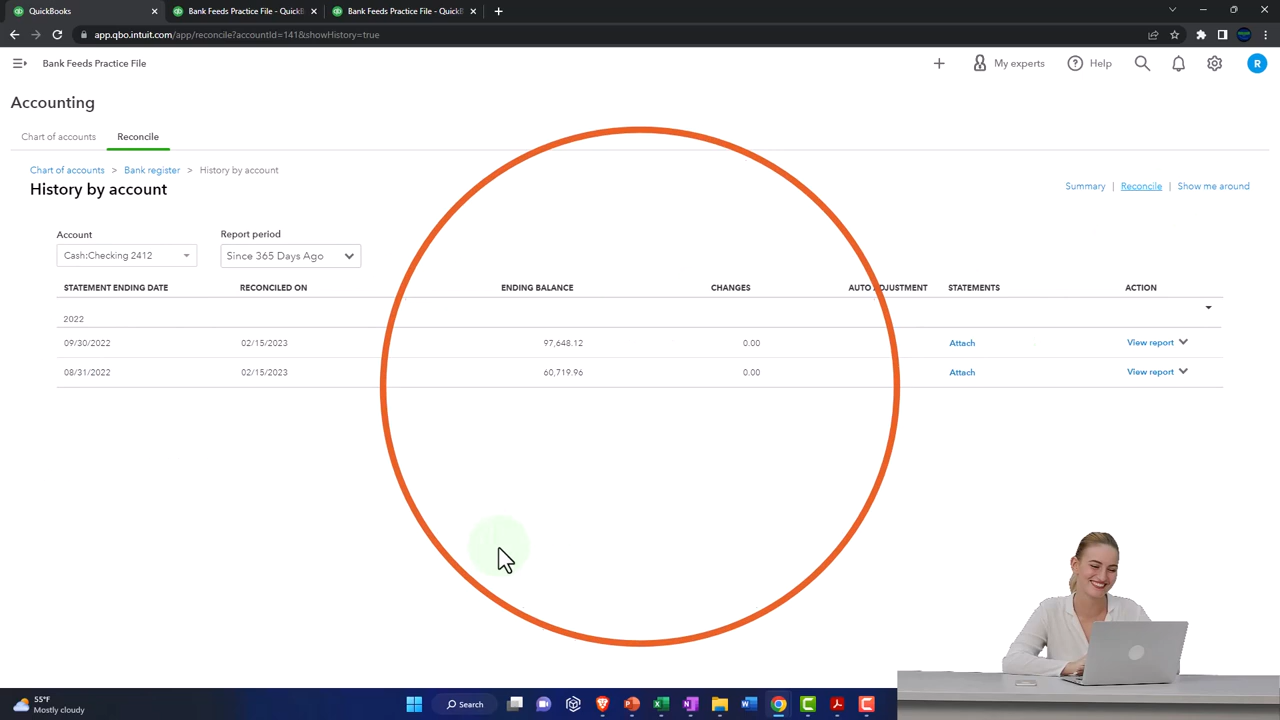 QuickBooks
Bank Feeds Practice File - QuickB
Bank Feeds Practice File - QuickB
app.qbo.intuit.com/app/reconcile?accountId=141&showHistory=true
Bank Feeds Practice File
My experts
Help
R
Accounting
Chart of accounts
Reconcile
Chart of accounts > Bank register > History by account
History by account
Summary | Reconcile | Show me around
Account
Report period
Cash:Checking 2412
Since 365 Days Ago
STATEMENT ENDING DATE RECONCILED ON ENDING BALANCE CHANGES AUTO ADJUSTMENT STATEMENTS ACTION
2022
09/30/2022 02/15/2023 97,648.12 0.00 Attach View report
08/31/2022 02/15/2023 60,719.96 0.00 Attach View report
55°F
Mostly cloudy
Search